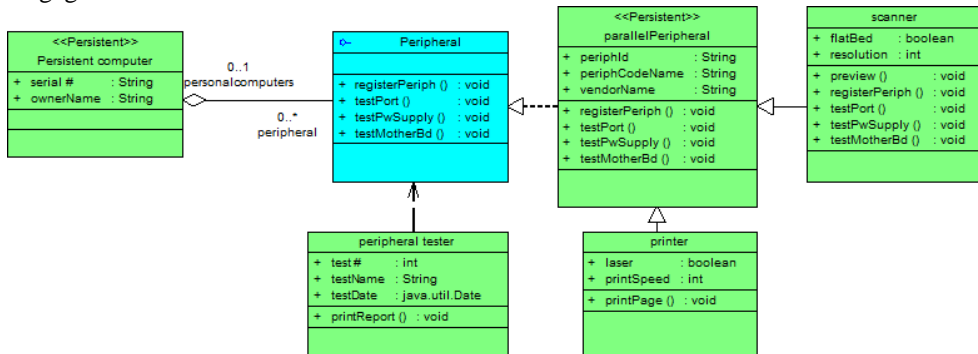 <<Persistent>>
Persistent computer
+ serial # : String
+ ownerName : String
0..1
personalcomputers
0..*
peripheral
Peripheral
+ registerPeriph () : void
+ testPort () : void
+ testPwSupply () : void
+ testMotherBd () : void
<<Persistent>>
parallelPeripheral
+ periphId : String
+ periphCodeName : String
+ vendorName : String
+ registerPeriph () : void
+ testPort () : void
+ testPwSupply () : void
+ testMotherBd () : void
scanner
+ flatBed : boolean
+ resolution : int
+ preview () : void
+ registerPeriph () : void
+ testPort () : void
+ testPwSupply () : void
+ testMotherBd () : void
peripheral tester
+ test # : int
+ testName : String
+ testDate : java.util.Date
+ printReport () : void
printer
+ laser : boolean
+ printSpeed : int
+ printPage () : void